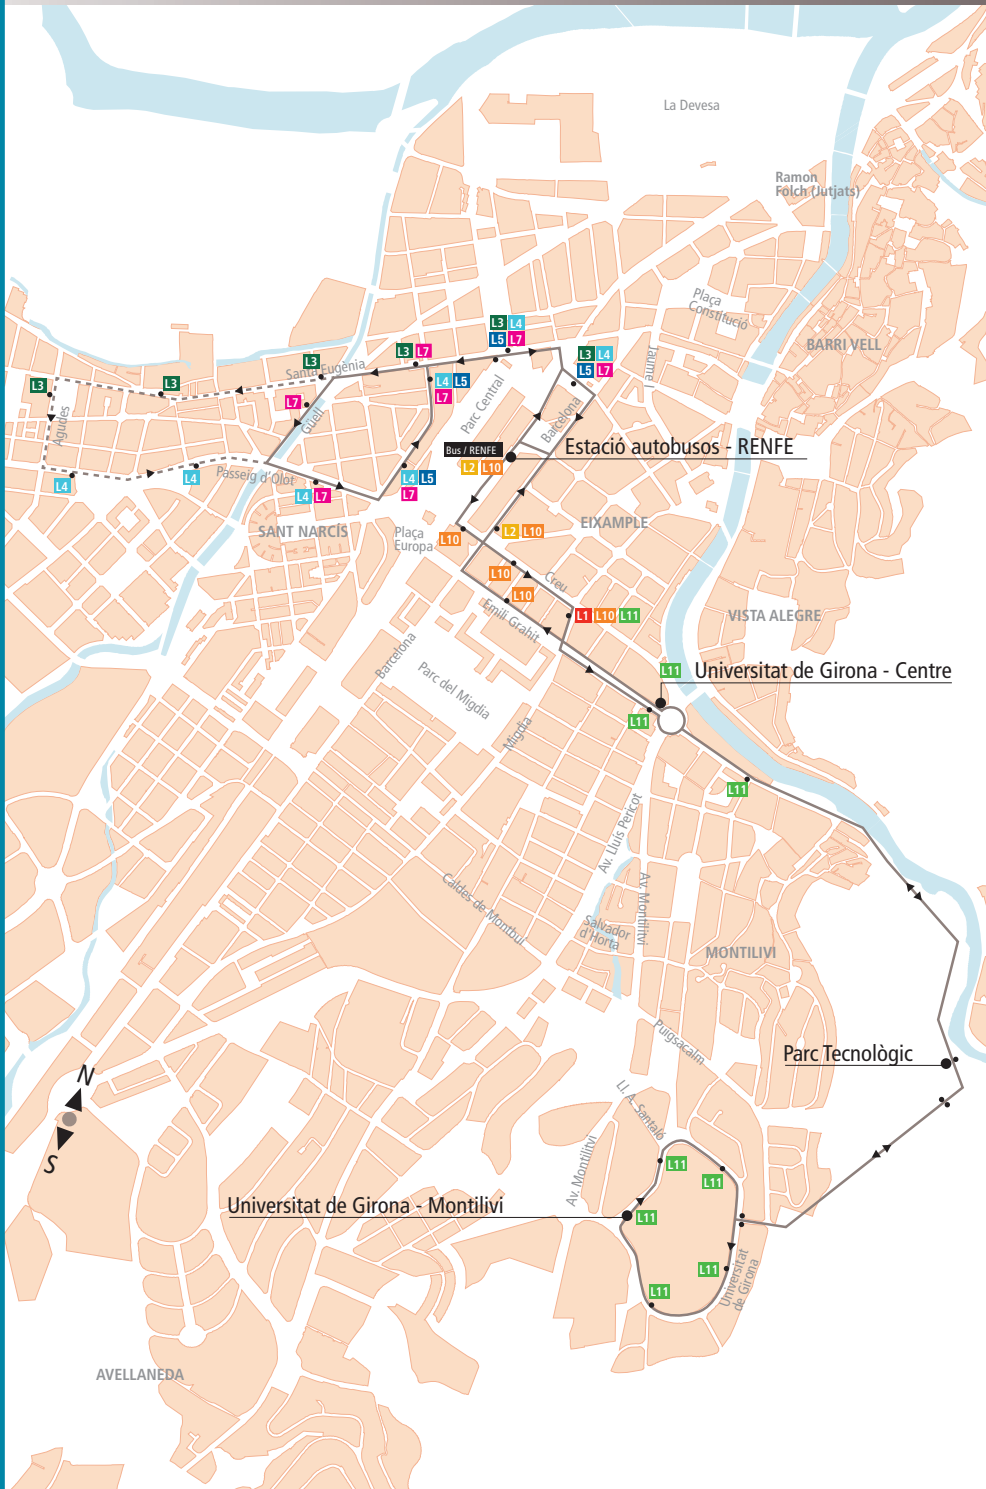 La Devesa
Ramon
Folch (Jutjats)
Plaça
Constitució
L3 L4
L5 L7
BARRI VELL
Jaume I
L3 L7
L3 L4
L5 L7
L3
Santa Eugènia
L3
L3
L4 L5
L7
Parc Central
L7
Güell
Barcelona
Agudes
Bus / RENFE
Estació autobusos - RENFE
L2 L10
L4
L4
Passeig d'Olot
L4 L5
L7
L4 L7
SANT NARCÍS
Plaça
Europa
L10
L2 L10
EIXAMPLE
L10
Creu
L10
Emili Grahit
L1 L10 L11
VISTA ALEGRE
Barcelona
Parc del Migdia
L11
Universitat de Girona - Centre
L11
Migdia
L11
Av. Lluís Pericot
Caldes de Montbui
Av. Montilivi
Salvador
d'Horta
MONTILIVI
Puigsacalm
Parc Tecnològic
N
S
Ll. A. Santaló
Av. Montilivi
L11
L11
Universitat de Girona - Montilivi
L11
L11
Universitat
de Girona
L11
AVELLANEDA